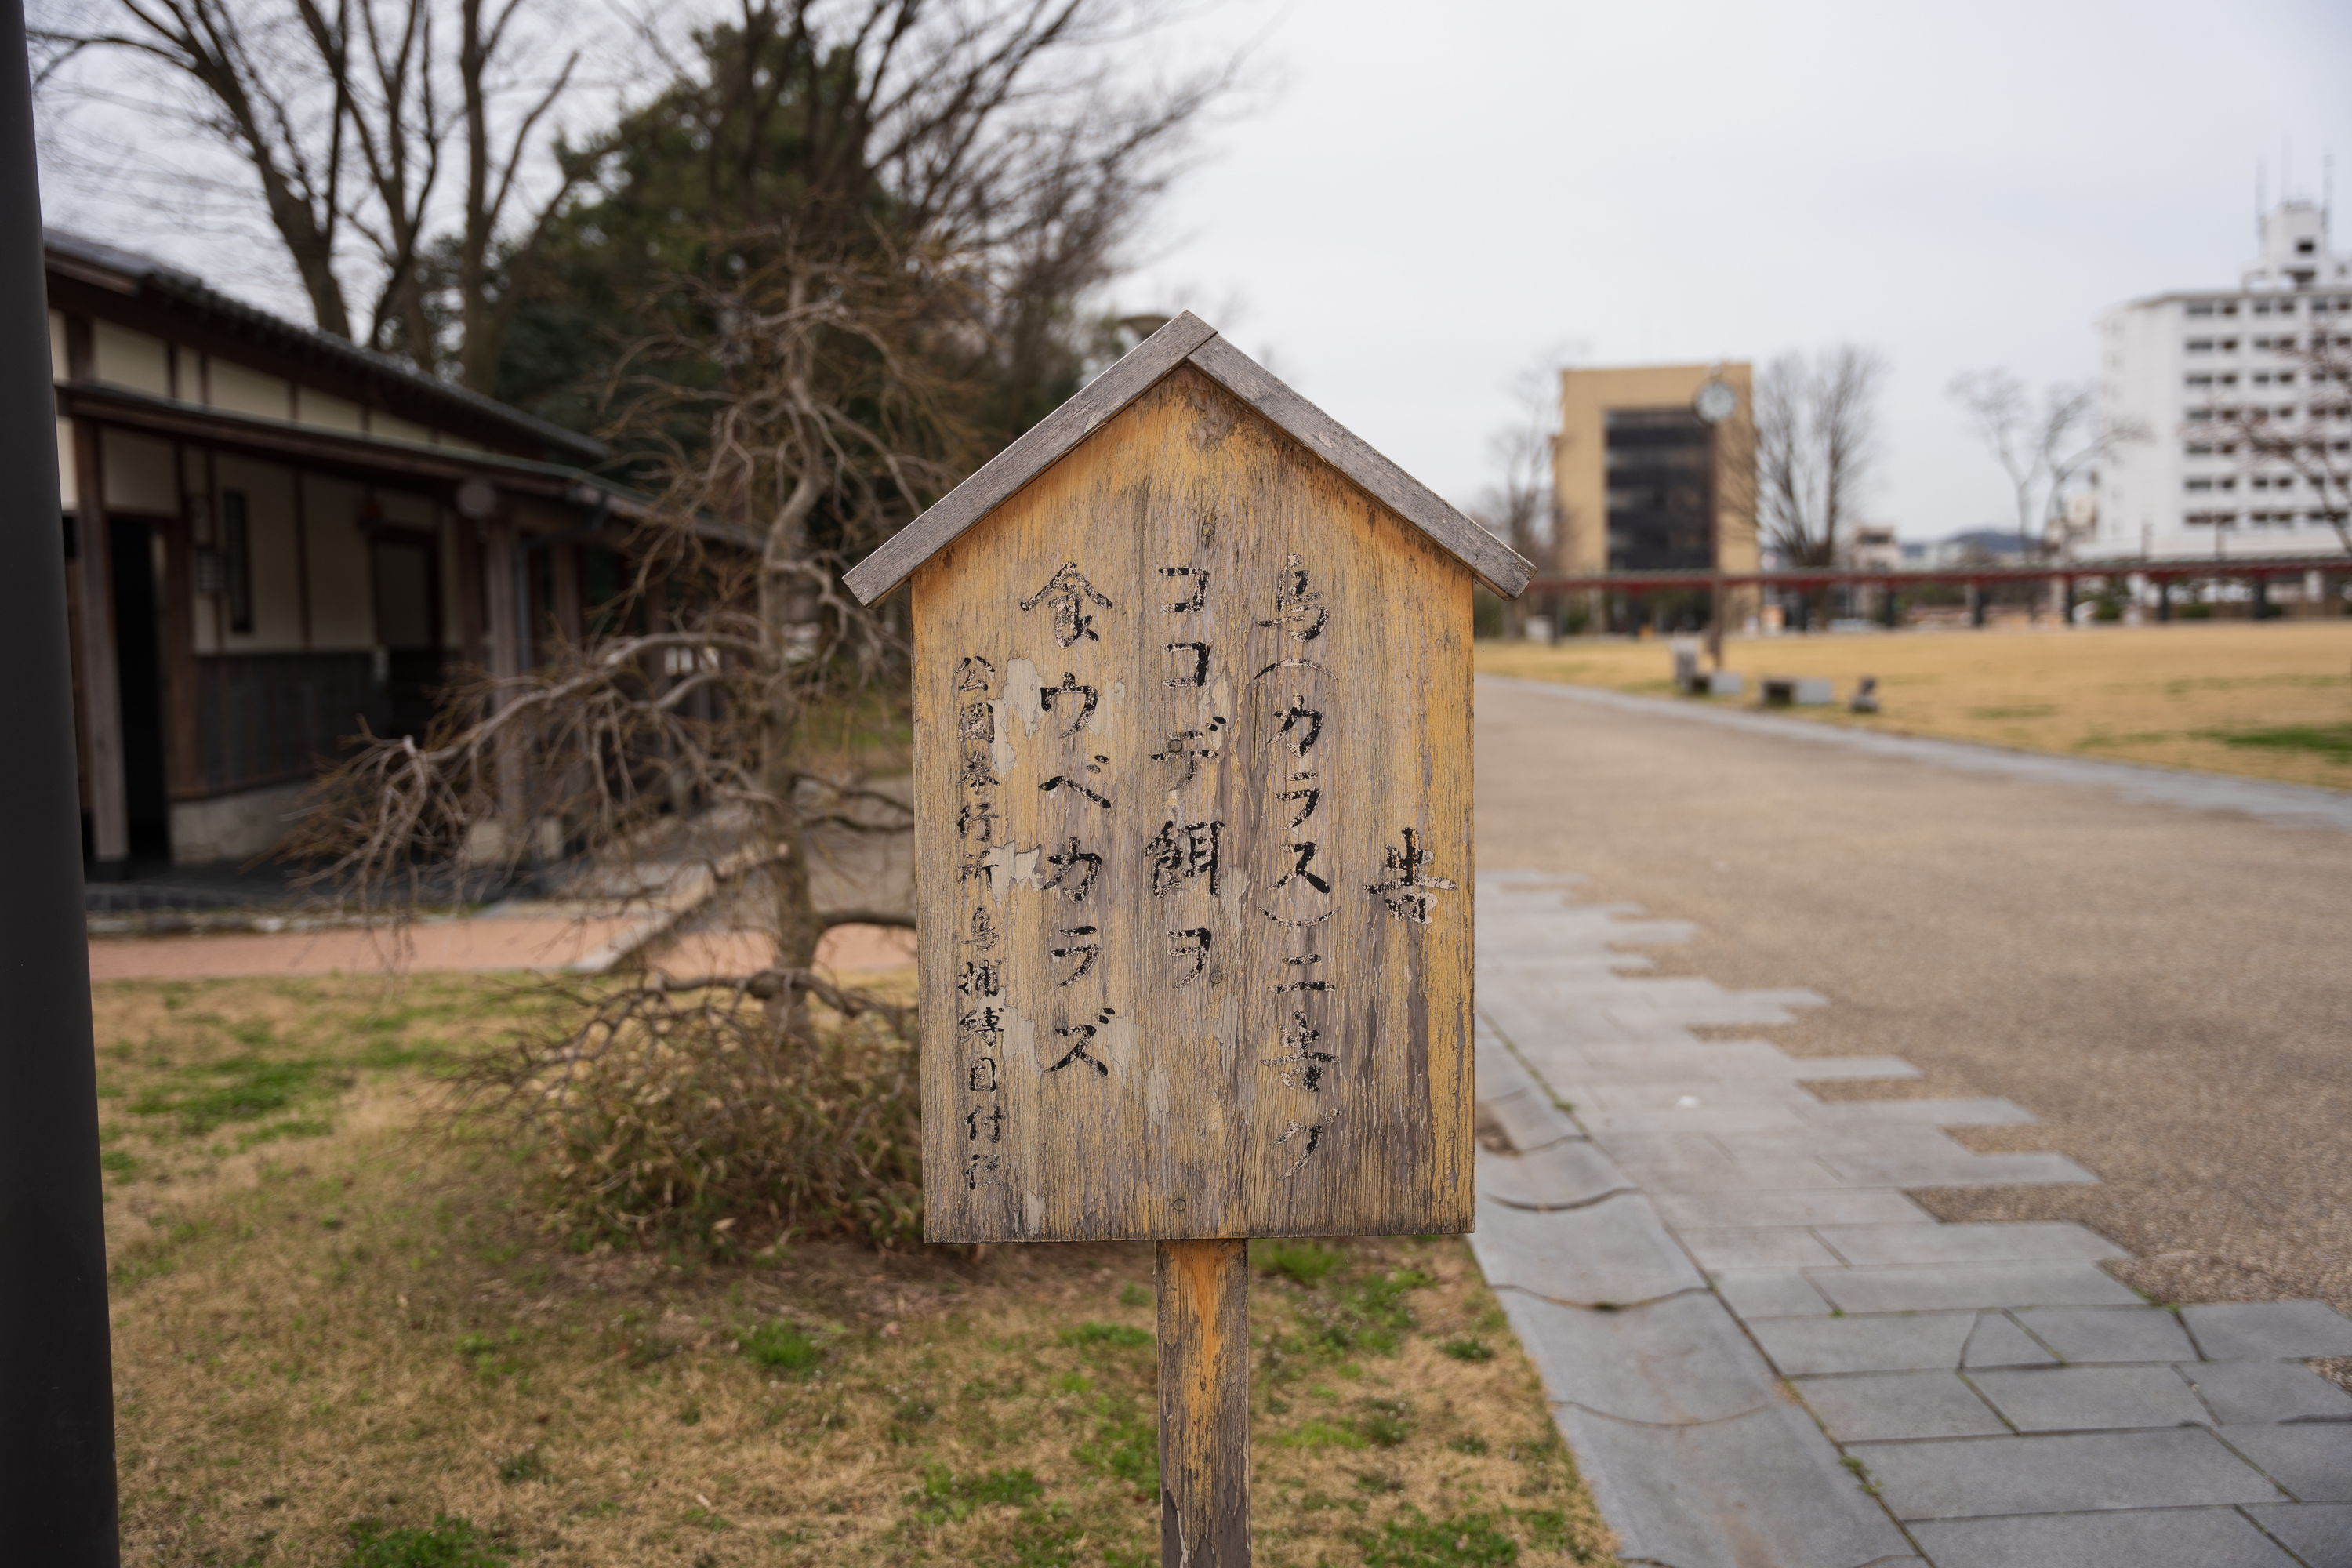 告
烏(カラス)ニ告グ
ココデ餌ヲ
食ウベカラズ
公園奉行所烏捕縛目付役